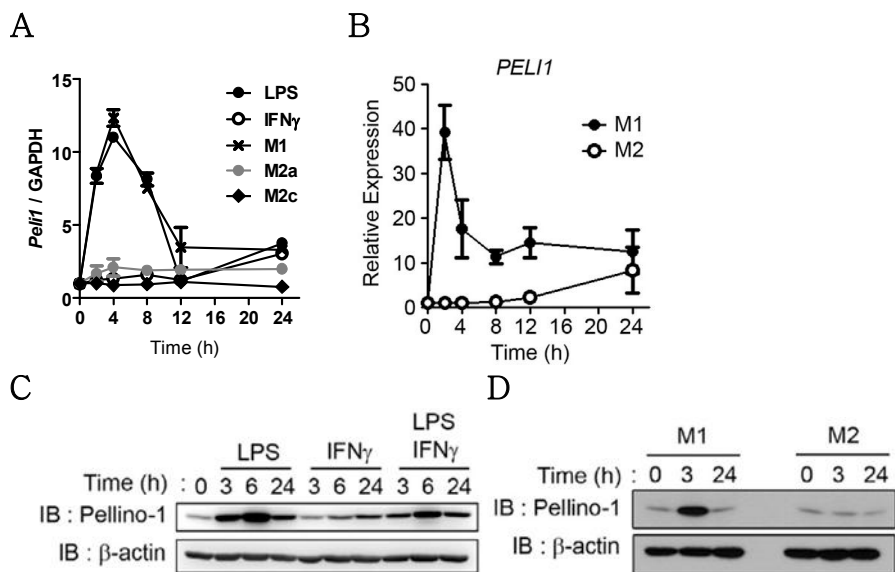 A
Peli1 / GAPDH
15
10
5
0
0 4 8 12 16 20 24
Time (h)
LPS
IFNγ
M1
M2a
M2c
B
PELI1
Relative Expression
50
40
30
20
10
0
0 4 8 12 16 20 24
Time (h)
M1
M2
C
LPS IFNγ LPS
IFNγ
Time (h) : 0 3 6 24 3 6 24 3 6 24
IB : Pellino-1
IB : β-actin
D
M1 M2
Time (h) : 0 3 24 0 3 24
IB : Pellino-1
IB : β-actin